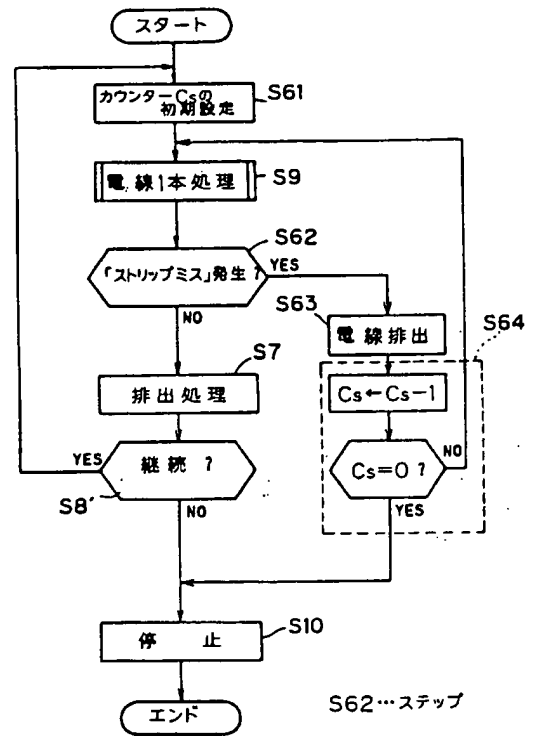 スタート
カウンターCsの
初期設定
S61
電線1本処理
S9
S62
「ストリップミス」発生?
YES
NO
S63
電線排出
S64
S7
排出処理
Cs←Cs-1
YES
継続 ?
S8'
NO
Cs=0 ?
NO
YES
停 止
S10
エンド
S62…ステップ